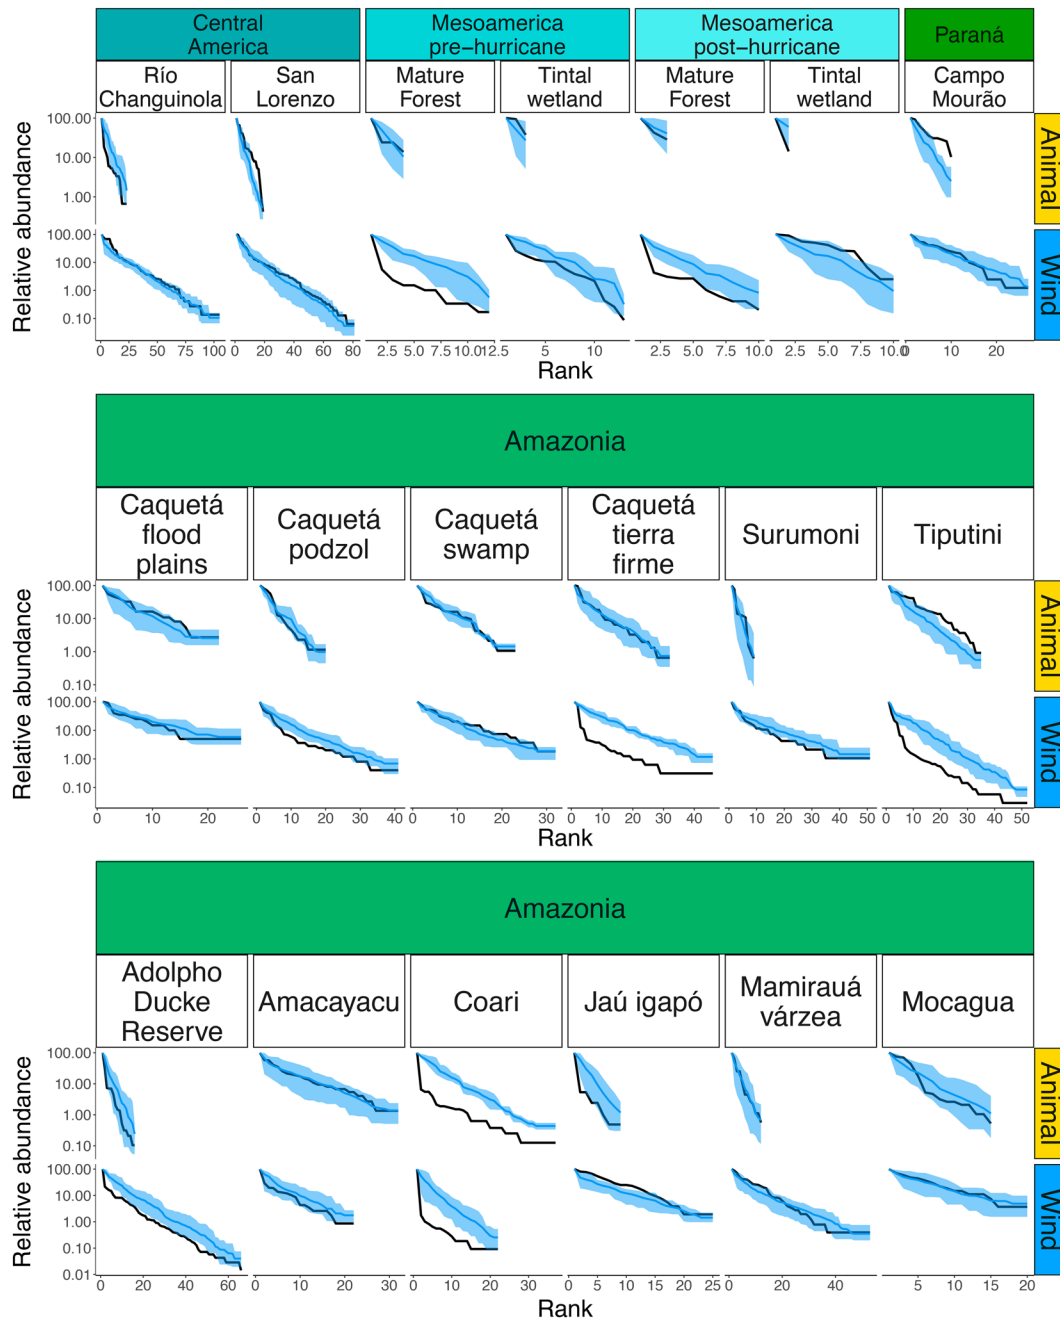 Central
America
Mesoamerica
pre−hurricane
Mesoamerica
post−hurricane
Paraná
Río
Changuinola
San
Lorenzo
Mature
Forest
Tintal
wetland
Mature
Forest
Tintal
wetland
Campo
Mourão
Relative abundance
100.00
10.00
1.00
Animal
100.00
10.00
1.00
0.10
Wind
0 25 50 75 100
0 20 40 60 80
2.5 5.0 7.5 10.0 12.5
5 10
2.5 5.0 7.5 10.0
2.5 5.0 7.5 10.0
0 10 20
Rank
Amazonia
Caquetá
flood
plains
Caquetá
podzol
Caquetá
swamp
Caquetá
tierra
firme
Surumoni
Tiputini
Relative abundance
100.00
10.00
1.00
0.10
Animal
100.00
10.00
1.00
0.10
Wind
0 10 20
0 10 20 30 40
0 10 20 30
0 10 20 30 40
0 10 20 30 40 50
0 10 20 30 40 50
Rank
Amazonia
Adolpho
Ducke
Reserve
Amacayacu
Coari
Jaú igapó
Mamirauá
várzea
Mocagua
Relative abundance
100.00
10.00
1.00
0.10
Animal
100.00
10.00
1.00
0.10
0.01
Wind
0 20 40 60
0 10 20 30
0 10 20 30
0 5 10 15 20 25
0 20 40
5 10 15 20
Rank